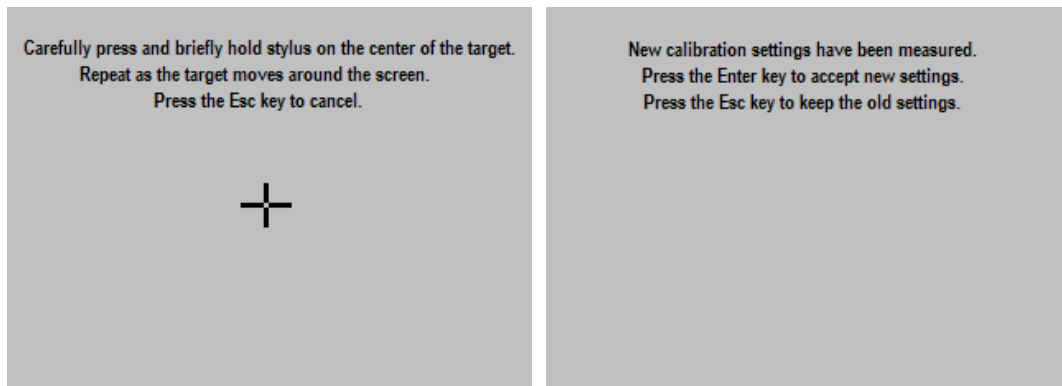 Carefully press and briefly hold stylus on the center of the target.
Repeat as the target moves around the screen.
Press the Esc key to cancel.
New calibration settings have been measured.
Press the Enter key to accept new settings.
Press the Esc key to keep the old settings.